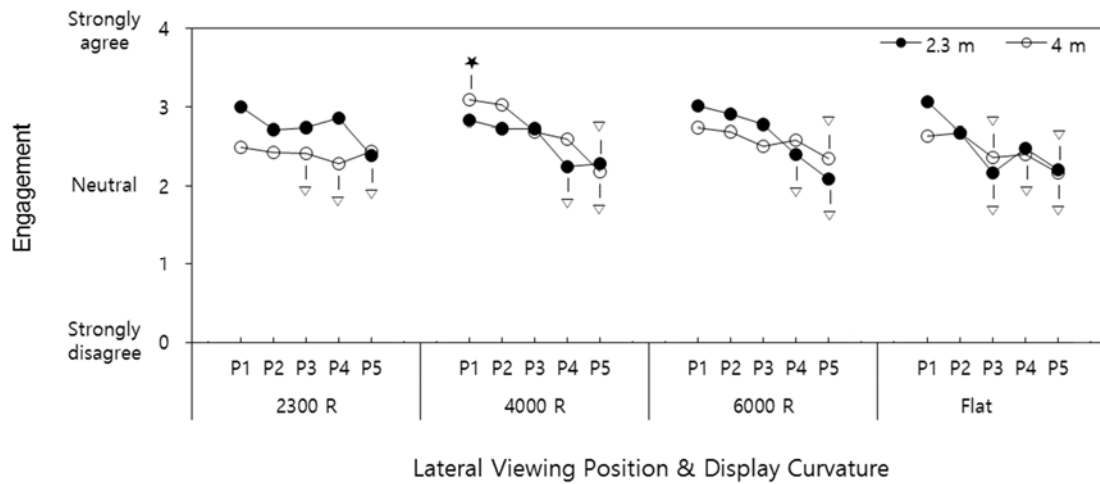 Strongly
agree
4
2.3 m
4 m
3
Engagement
Neutral
2
1
Strongly
disagree
0
P1 P2 P3 P4 P5 P1 P2 P3 P4 P5 P1 P2 P3 P4 P5 P1 P2 P3 P4 P5
2300 R 4000 R 6000 R Flat
Lateral Viewing Position & Display Curvature